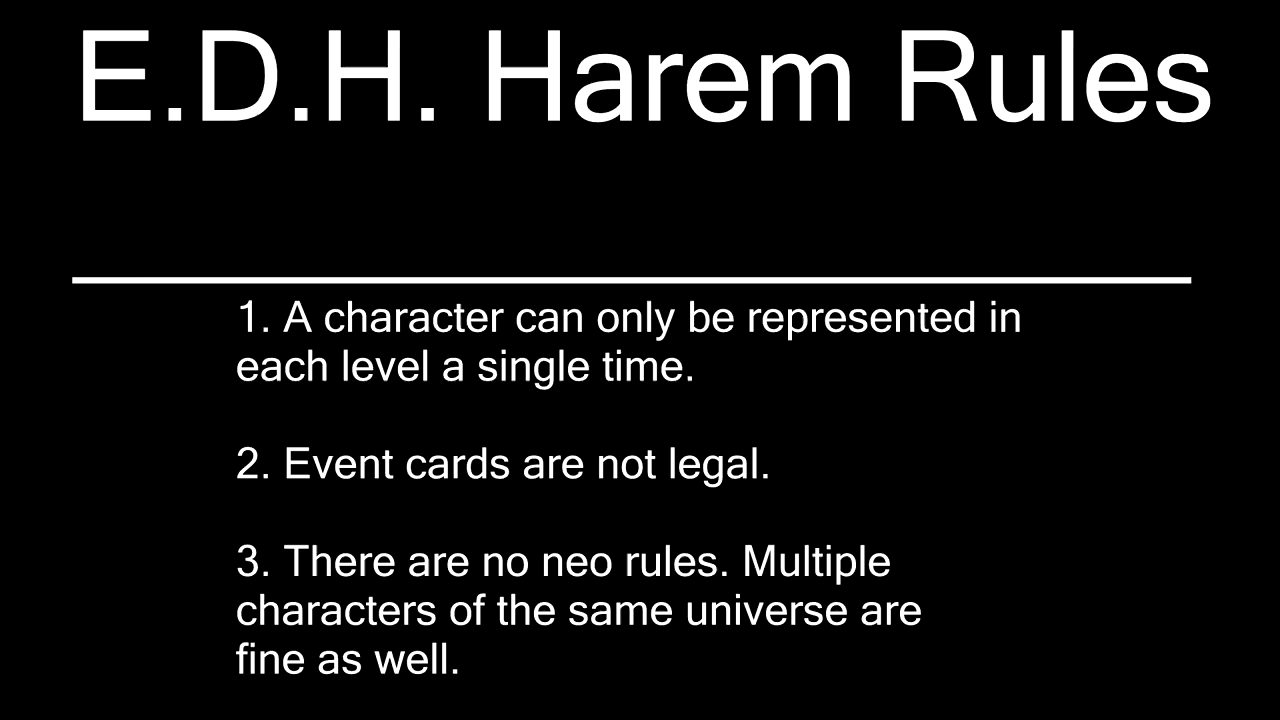 E.D.H. Harem Rules
1. A character can only be represented in
each level a single time.
2. Event cards are not legal.
3. There are no neo rules. Multiple
characters of the same universe are
fine as well.